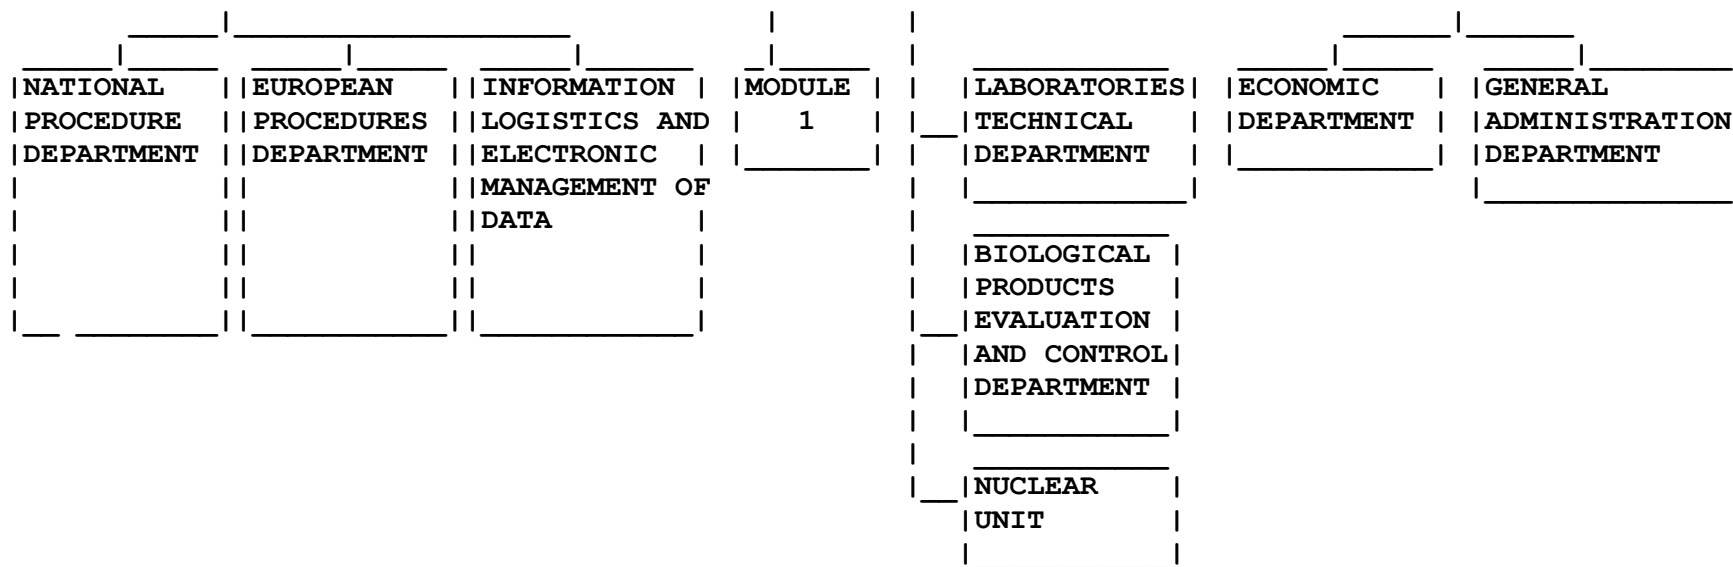 NATIONAL
PROCEDURE
DEPARTMENT
EUROPEAN
PROCEDURES
DEPARTMENT
INFORMATION
LOGISTICS AND
ELECTRONIC
MANAGEMENT OF
DATA
MODULE
1
LABORATORIES
TECHNICAL
DEPARTMENT
BIOLOGICAL
PRODUCTS
EVALUATION
AND CONTROL
DEPARTMENT
NUCLEAR
UNIT
ECONOMIC
DEPARTMENT
GENERAL
ADMINISTRATION
DEPARTMENT